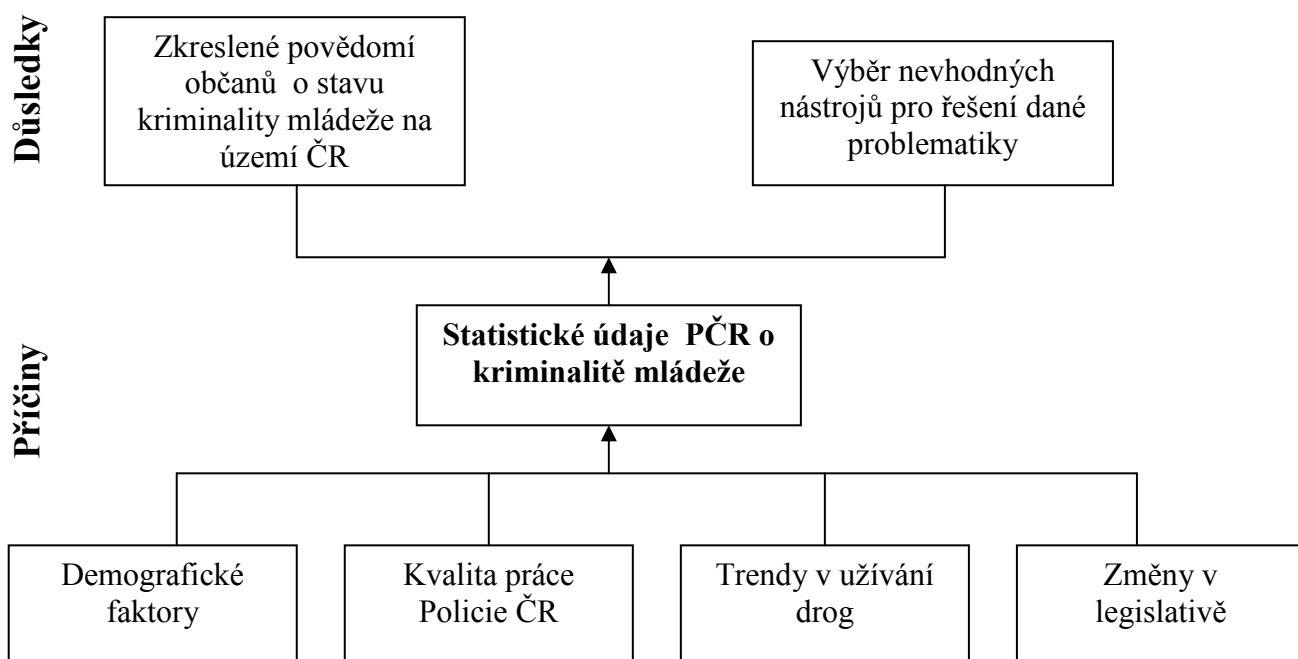 Důsledky
Zkreslené povědomí
občanů  o stavu
kriminality mládeže na
území ČR
Výběr nevhodných
nástrojů pro řešení dané
problematiky
Příčiny
Statistické údaje  PČR o
kriminalitě mládeže
Demografické
faktory
Kvalita práce
Policie ČR
Trendy v užívání
drog
Změny v
legislativě